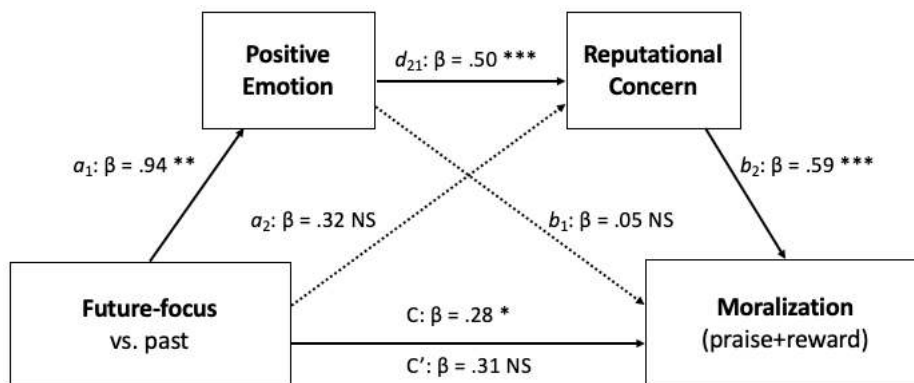 Positive
Emotion
d21: β = .50 ***
Reputational
Concern
a1: β = .94 **
b2: β = .59 ***
a2: β = .32 NS
b1: β = .05 NS
Future-focus
vs. past
C: β = .28 *
C′: β = .31 NS
Moralization
(praise+reward)